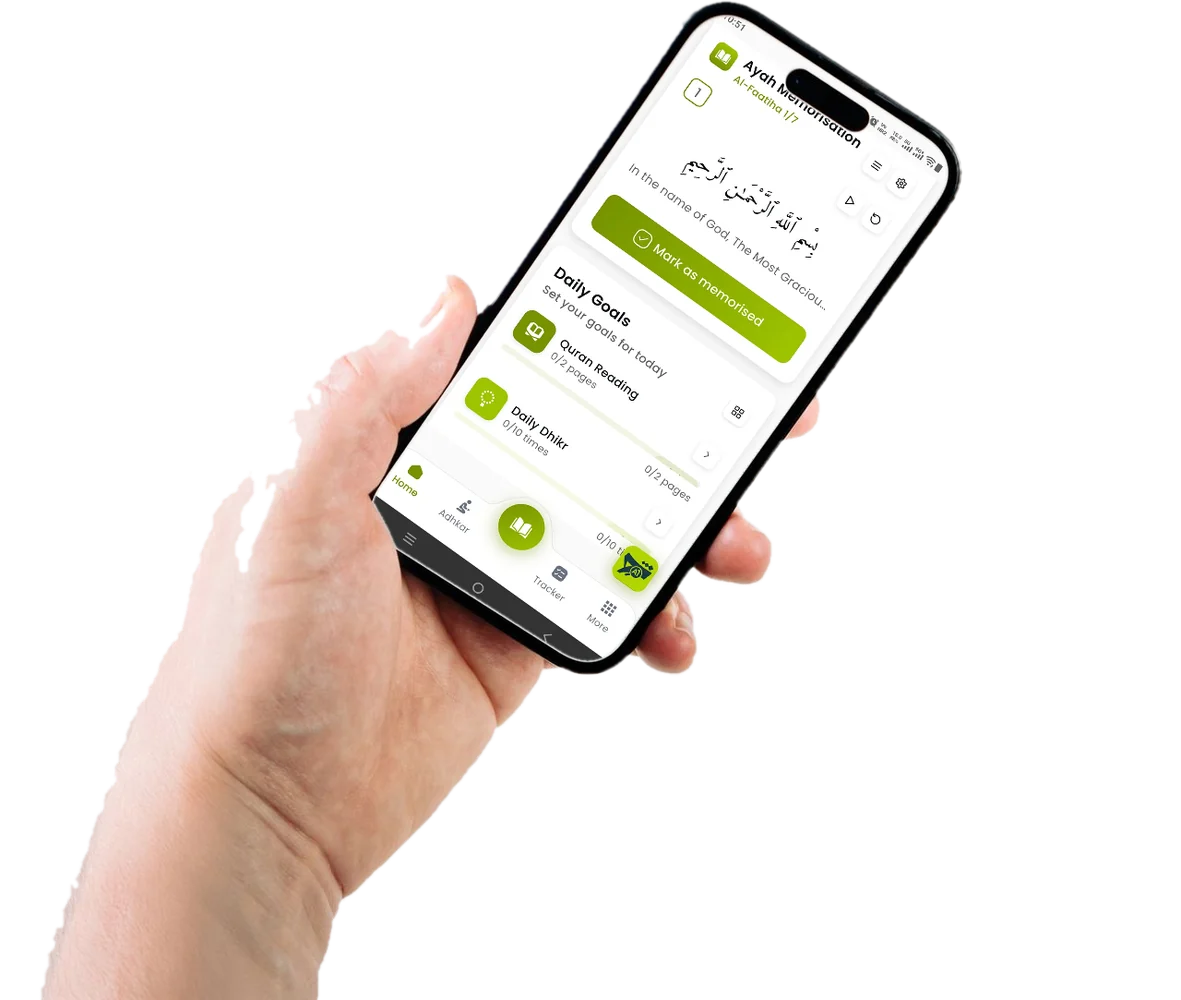 10:51
Ayah Memorisation
Al-Faatiha 1/7
1
بِسْمِ ٱللَّهِ ٱلرَّحْمَـٰنِ ٱلرَّحِيمِ
In the name of God, The Most Graciou...
Mark as memorised
Daily Goals
Set your goals for today
Quran Reading
0/2 pages
0/2 pages
Daily Dhikr
0/10 times
0/10
AI
Home
Adhkar
Tracker
More